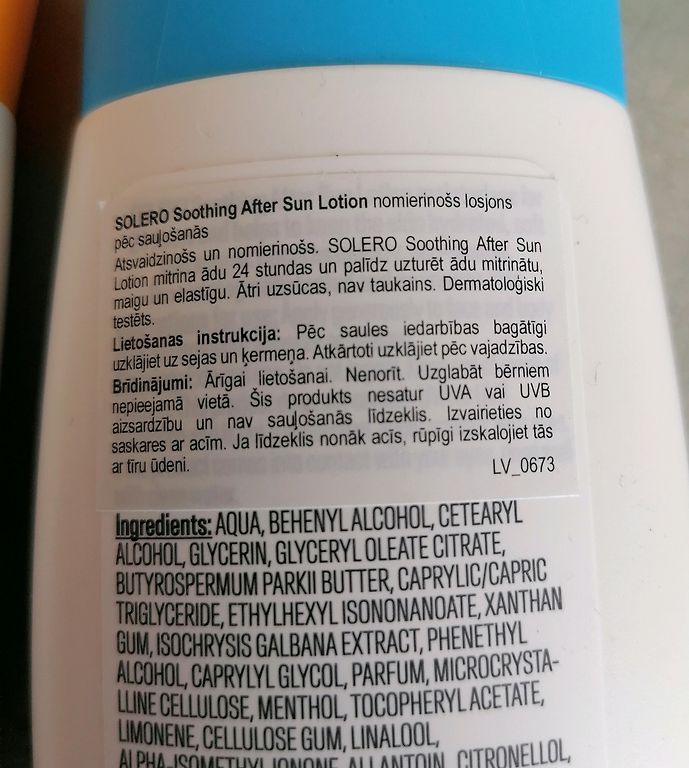 SOLERO Soothing After Sun Lotion nomierinošs losjons
pēc sauļošanās
Atsvaidzinošs un nomierinošs. SOLERO Soothing After Sun
Lotion mitrina ādu 24 stundas un palīdz uzturēt ādu mitrinātu,
maigu un elastīgu. Ātri uzsūcas, nav taukains. Dermatoloģiski
testēts.
Lietošanas instrukcija: Pēc saules iedarbības bagātīgi
uzklājiet uz sejas un ķermeņa. Atkārtoti uzklājiet pēc vajadzības.
Brīdinājumi: Ārīgai lietošanai. Nenorīt. Uzglabāt bērniem
nepieejamā vietā. Šis produkts nesatur UVA vai UVB
aizsardzību un nav sauļošanās līdzeklis. Izvairieties no
saskares ar acīm. Ja līdzeklis nonāk acīs, rūpīgi izskalojiet tās
ar tīru ūdeni. LV_0673
Ingredients: AQUA, BEHENYL ALCOHOL, CETEARYL
ALCOHOL, GLYCERIN, GLYCERYL OLEATE CITRATE,
BUTYROSPERMUM PARKII BUTTER, CAPRYLIC/CAPRIC
TRIGLYCERIDE, ETHYLHEXYL ISONONANOATE, XANTHAN
GUM, ISOCHRYSIS GALBANA EXTRACT, PHENETHYL
ALCOHOL, CAPRYLYL GLYCOL, PARFUM, MICROCRYSTA-
LLINE CELLULOSE, MENTHOL, TOCOPHERYL ACETATE,
LIMONENE, CELLULOSE GUM, LINALOOL,
ALPHA-ISOMETHYL IONONE, ALLANTOIN, CITRONELLOL,